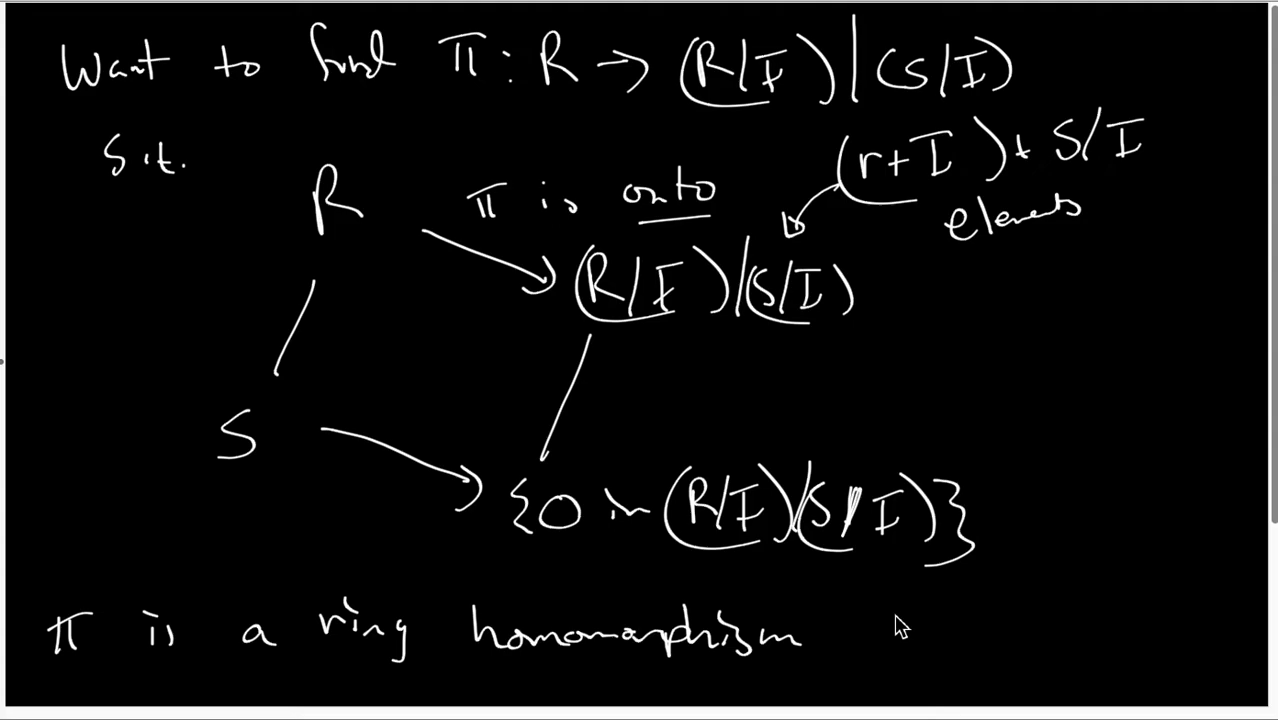 Want to find π : R → (R/I)/(S/I)
S.t.
(r+I)+S/I
R π is onto
elements
(R/I)/(S/I)
S
{0 in (R/I)/(S/I)}
π is a ring homomorphism